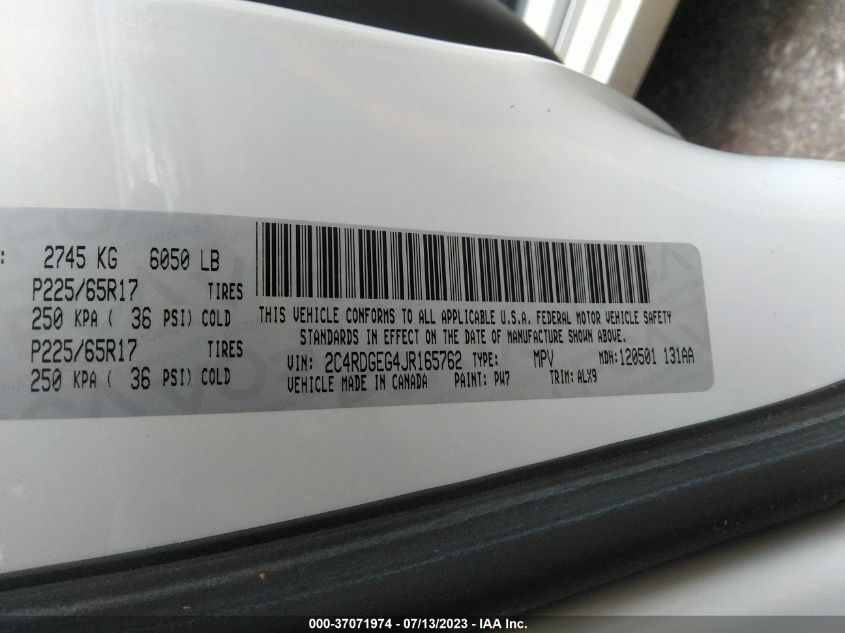 : 2745 KG 6050 LB
P225/65R17 TIRES
250 KPA ( 36 PSI) COLD
P225/65R17 TIRES
250 KPA ( 36 PSI) COLD
THIS VEHICLE CONFORMS TO ALL APPLICABLE U.S.A. FEDERAL MOTOR VEHICLE SAFETY
STANDARDS IN EFFECT ON THE DATE OF MANUFACTURE SHOWN ABOVE.
VIN: 2C4RDGEG4JR165762 TYPE: MPV MDH: 120501 131AA
VEHICLE MADE IN CANADA PAINT: PW7 TRIM: ALX9
000-37071974 - 07/13/2023 - IAA Inc.